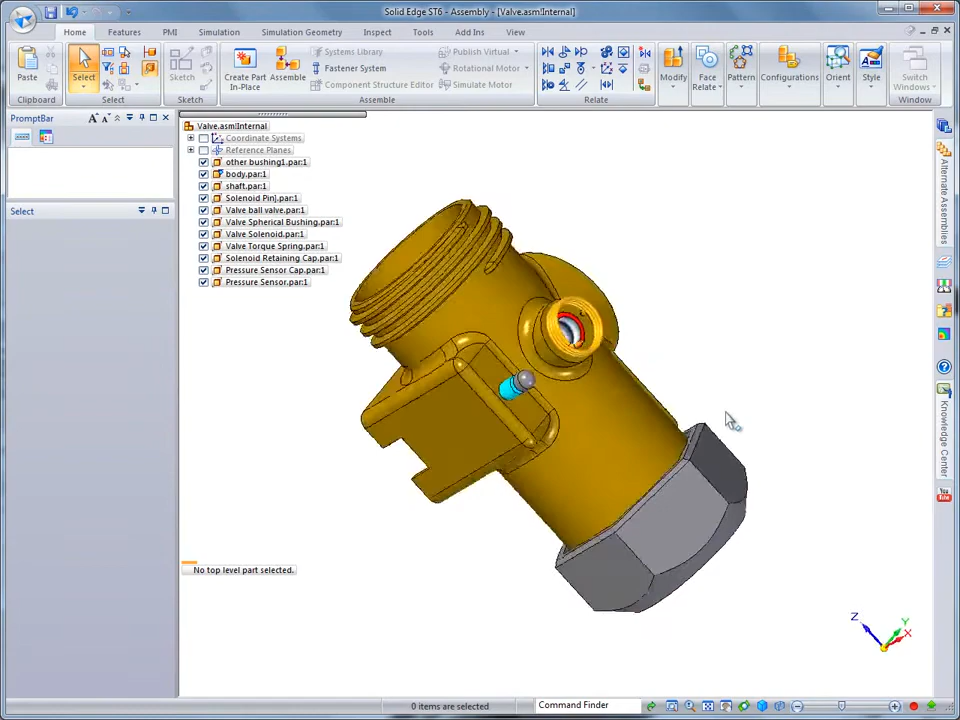 Solid Edge ST6 - Assembly - [Valve.asm!Internal]
Home
Features
PMI
Simulation
Simulation Geometry
Inspect
Tools
Add Ins
View
Paste
Clipboard
Select
Select
Sketch
Sketch
Create Part
In-Place
Assemble
Systems Library
Fastener System
Component Structure Editor
Publish Virtual
Rotational Motor
Simulate Motor
Assemble
Relate
Modify
Face
Relate
Pattern
Configurations
Orient
Style
Switch
Windows
Window
PromptBar
Select
Valve.asm!Internal
Coordinate Systems
Reference Planes
other bushing1.par:1
body.par:1
shaft.par:1
Solenoid Pin].par:1
Valve ball valve.par:1
Valve Spherical Bushing.par:1
Valve Solenoid.par:1
Valve Torque Spring.par:1
Solenoid Retaining Cap.par:1
Pressure Sensor Cap.par:1
Pressure Sensor.par:1
No top level part selected.
Alternate Assemblies
Knowledge Center
You
Tube
Z
Y
X
0 items are selected
Command Finder